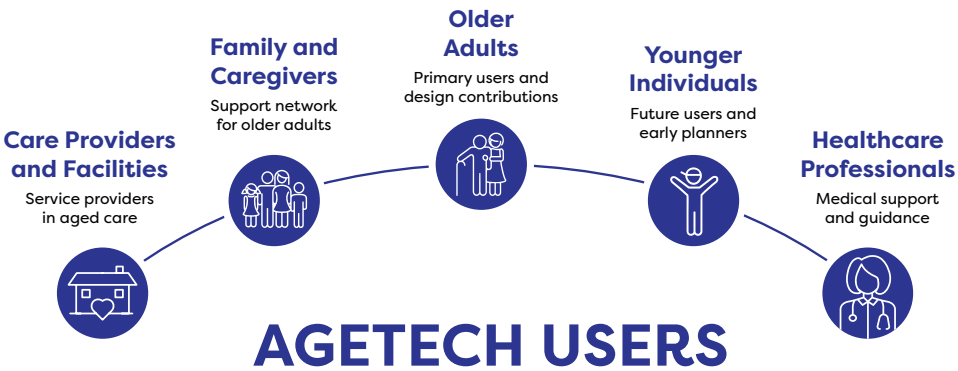 Care Providers
and Facilities
Service providers
in aged care
Family and
Caregivers
Support network
for older adults
Older
Adults
Primary users and
design contributions
Younger
Individuals
Future users and
early planners
Healthcare
Professionals
Medical support
and guidance
AGETECH USERS